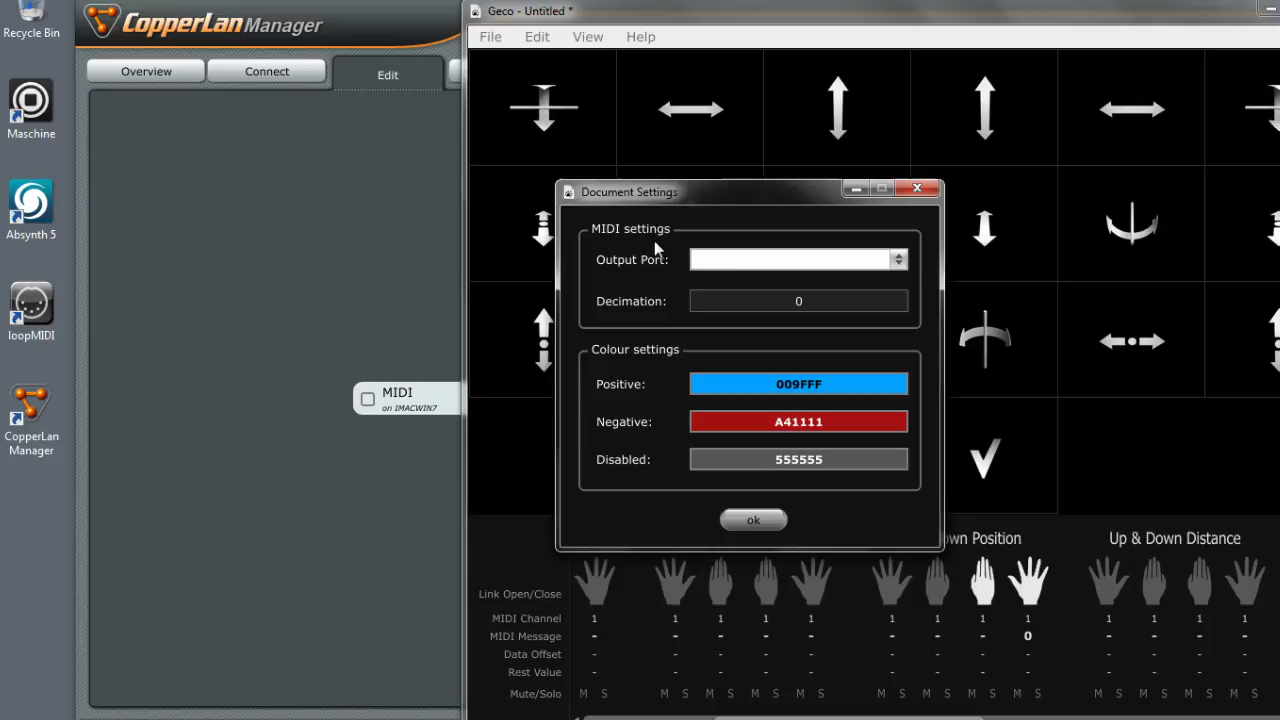 Recycle Bin
Maschine
Absynth 5
loopMIDI
CopperLan
Manager
CopperLan Manager
Overview
Connect
Edit
MIDI
on IMACWIN7
Geco - Untitled *
File Edit View Help
Document Settings
MIDI settings
Output Port:
Decimation: 0
Colour settings
Positive: 009FFF
Negative: A41111
Disabled: 555555
ok
own Position
Up & Down Distance
Link Open/Close
MIDI Channel 1 1 1 1 1 1 1 1 1 1 1 1 1
MIDI Message - - - - - - - - 0 - - - -
Data Offset - - - - - - - - - - - - -
Rest Value - - - - - - - - - - - - -
Mute/Solo M S M S M S M S M S M S M S M S M S M S M S M S M S